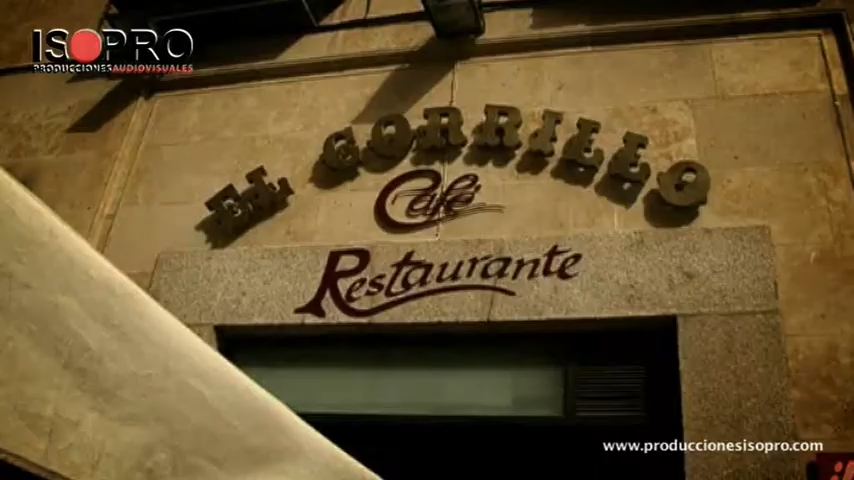 ISOPRO
PRODUCCIONESAUDIOVISUALES
EL CORRILLO
Café
Restaurante
www.produccionesisopro.com